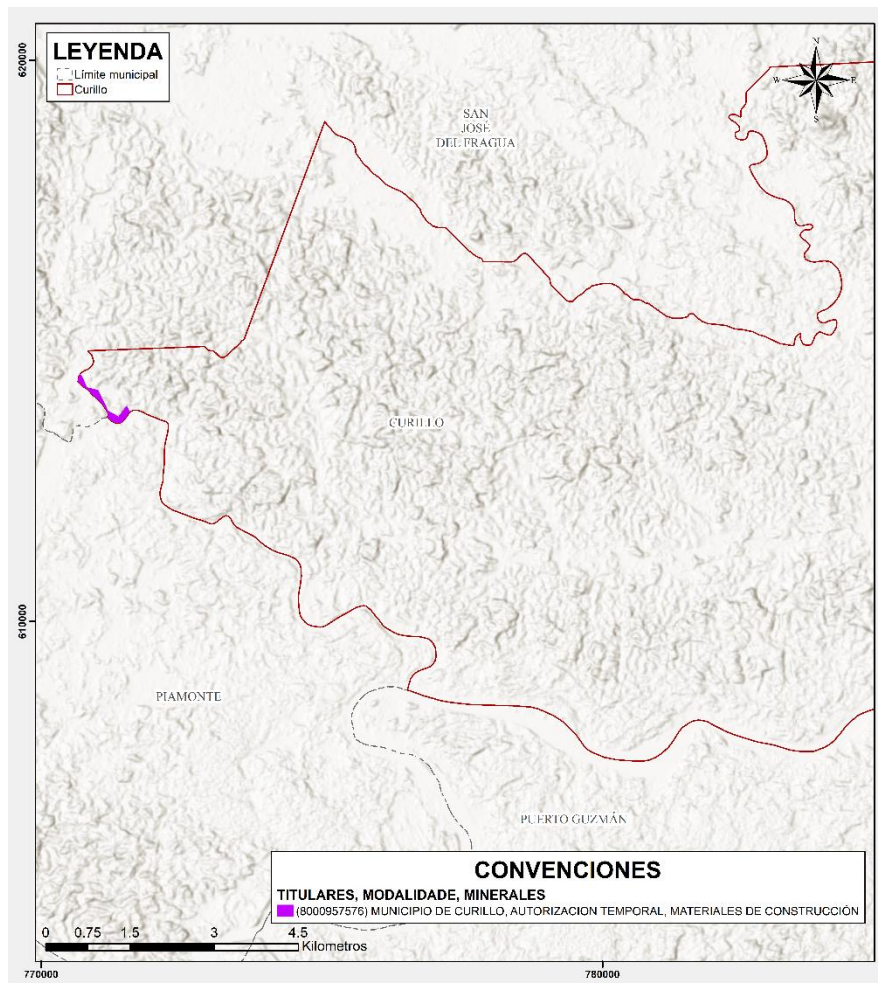 LEYENDA
Límite municipal
Curillo
N
W
E
S
620000
SAN
JOSÉ
DEL FRAGUA
CURILLO
610000
PIAMONTE
PUERTO GUZMÁN
CONVENCIONES
TITULARES, MODALIDADE, MINERALES
(8000957576) MUNICIPIO DE CURILLO, AUTORIZACION TEMPORAL, MATERIALES DE CONSTRUCCIÓN
0 0.75 1.5 3 4.5
Kilometros
770000
780000